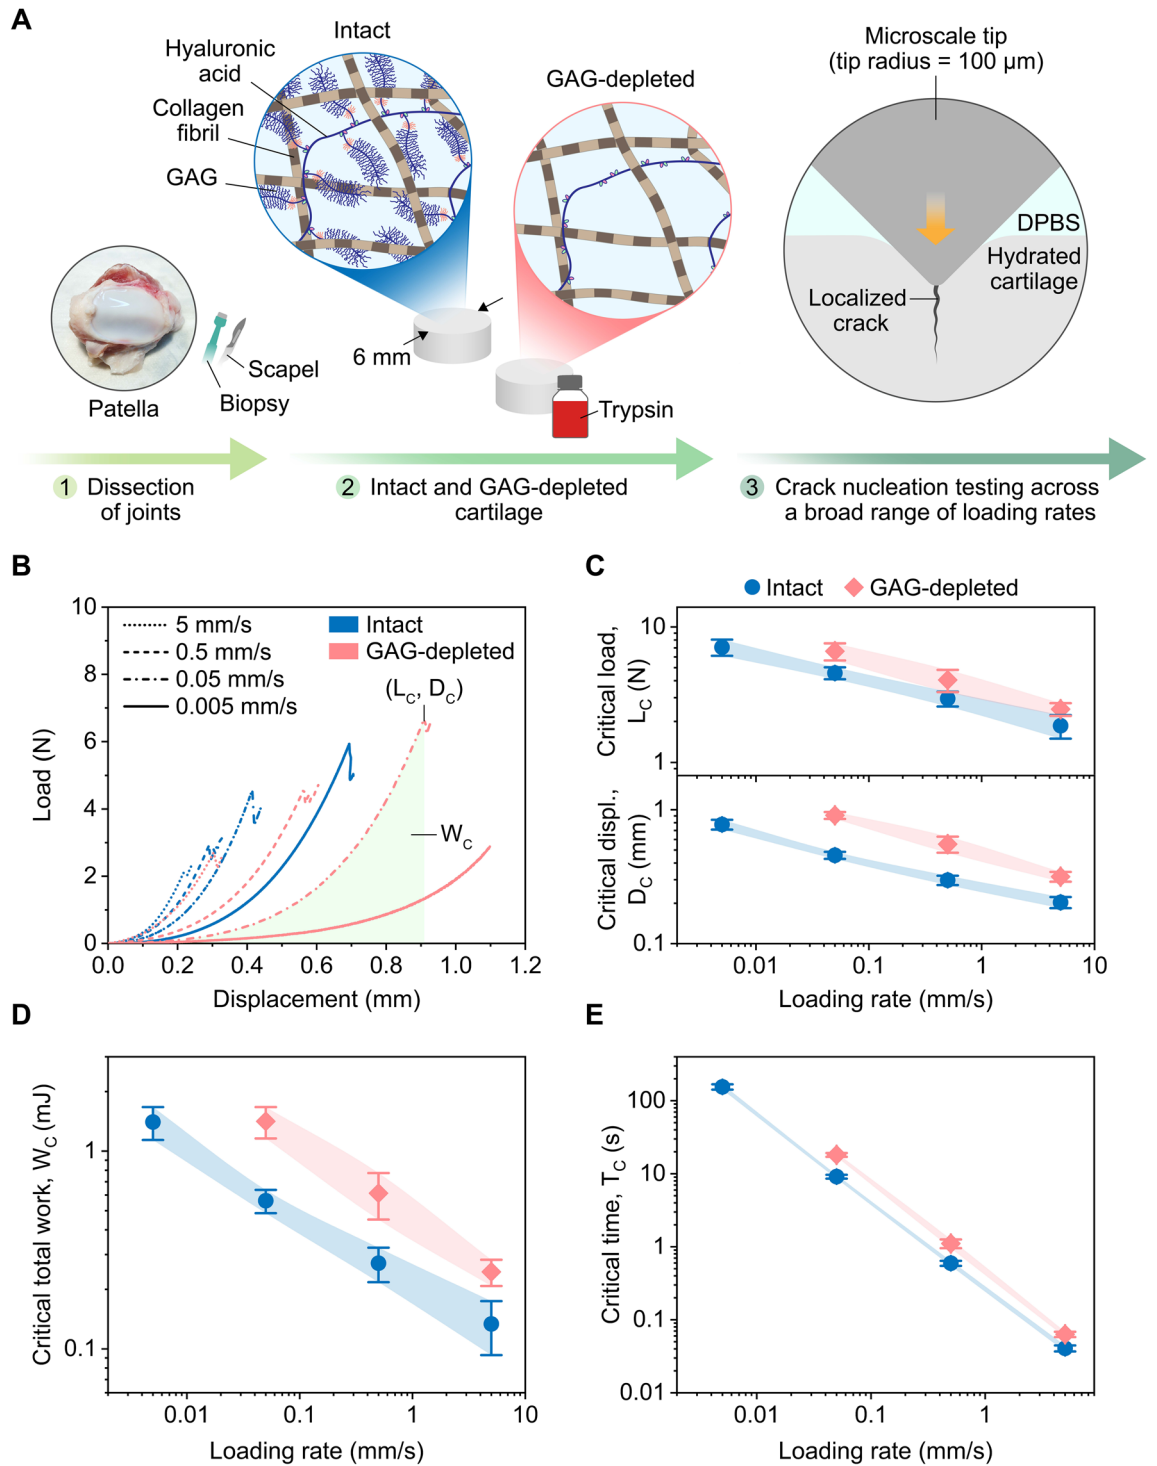 A
Intact
Hyaluronic
acid
Collagen
fibril
GAG
GAG-depleted
Microscale tip
(tip radius = 100 µm)
DPBS
Hydrated
cartilage
Localized
crack
6 mm
Scapel
Biopsy
Patella
Trypsin
1 Dissection
of joints
2 Intact and GAG-depleted
cartilage
3 Crack nucleation testing across
a broad range of loading rates
B
10
8
6
4
2
0
Load (N)
5 mm/s
0.5 mm/s
0.05 mm/s
0.005 mm/s
Intact
GAG-depleted
(LC, DC)
WC
0.0 0.2 0.4 0.6 0.8 1.0 1.2
Displacement (mm)
C
Intact GAG-depleted
Critical load,
LC (N)
10
1
Critical displ.,
DC (mm)
1
0.1
0.01 0.1 1 10
Loading rate (mm/s)
D
Critical total work, WC (mJ)
1
0.1
0.01 0.1 1 10
Loading rate (mm/s)
E
Critical time, TC (s)
100
10
1
0.1
0.01
0.01 0.1 1
Loading rate (mm/s)